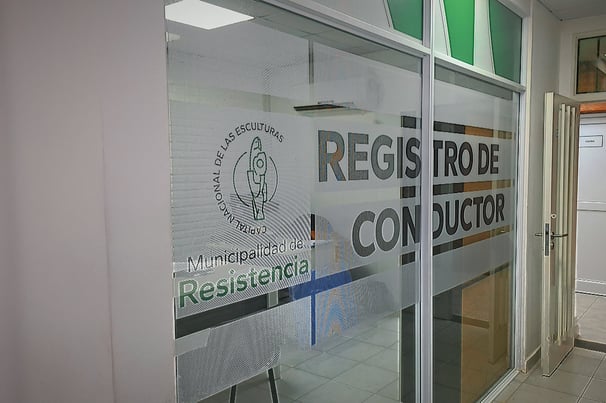 CAPITAL NACIONAL DE LAS ESCULTURAS
Municipalidad de
Resistencia
REGISTRO DE
CONDUCTOR